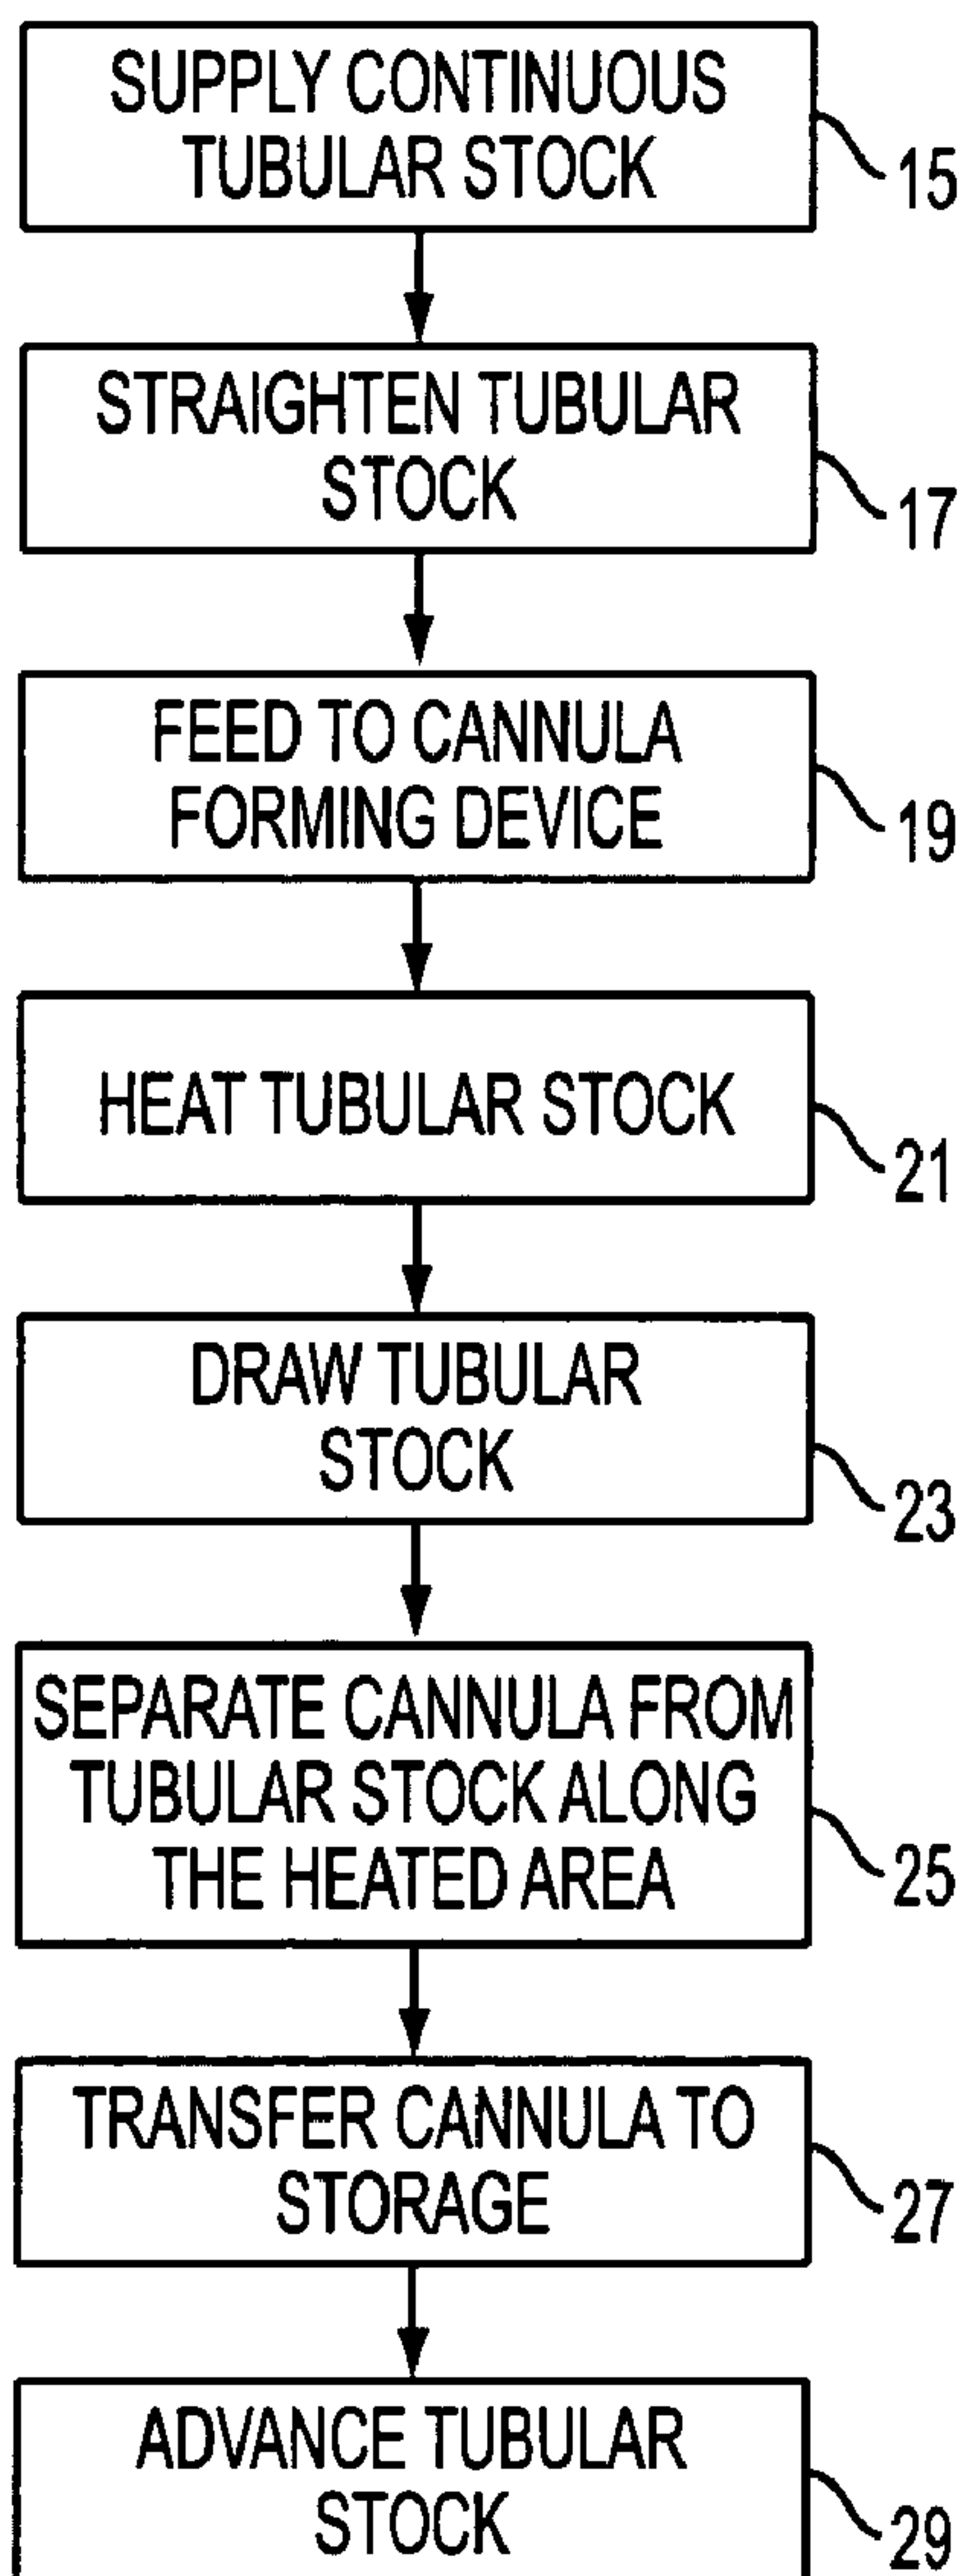 SUPPLY CONTINUOUS
TUBULAR STOCK
15
STRAIGHTEN TUBULAR
STOCK
17
FEED TO CANNULA
FORMING DEVICE
19
HEAT TUBULAR STOCK
21
DRAW TUBULAR
STOCK
23
SEPARATE CANNULA FROM
TUBULAR STOCK ALONG
THE HEATED AREA
25
TRANSFER CANNULA TO
STORAGE
27
ADVANCE TUBULAR
STOCK
29